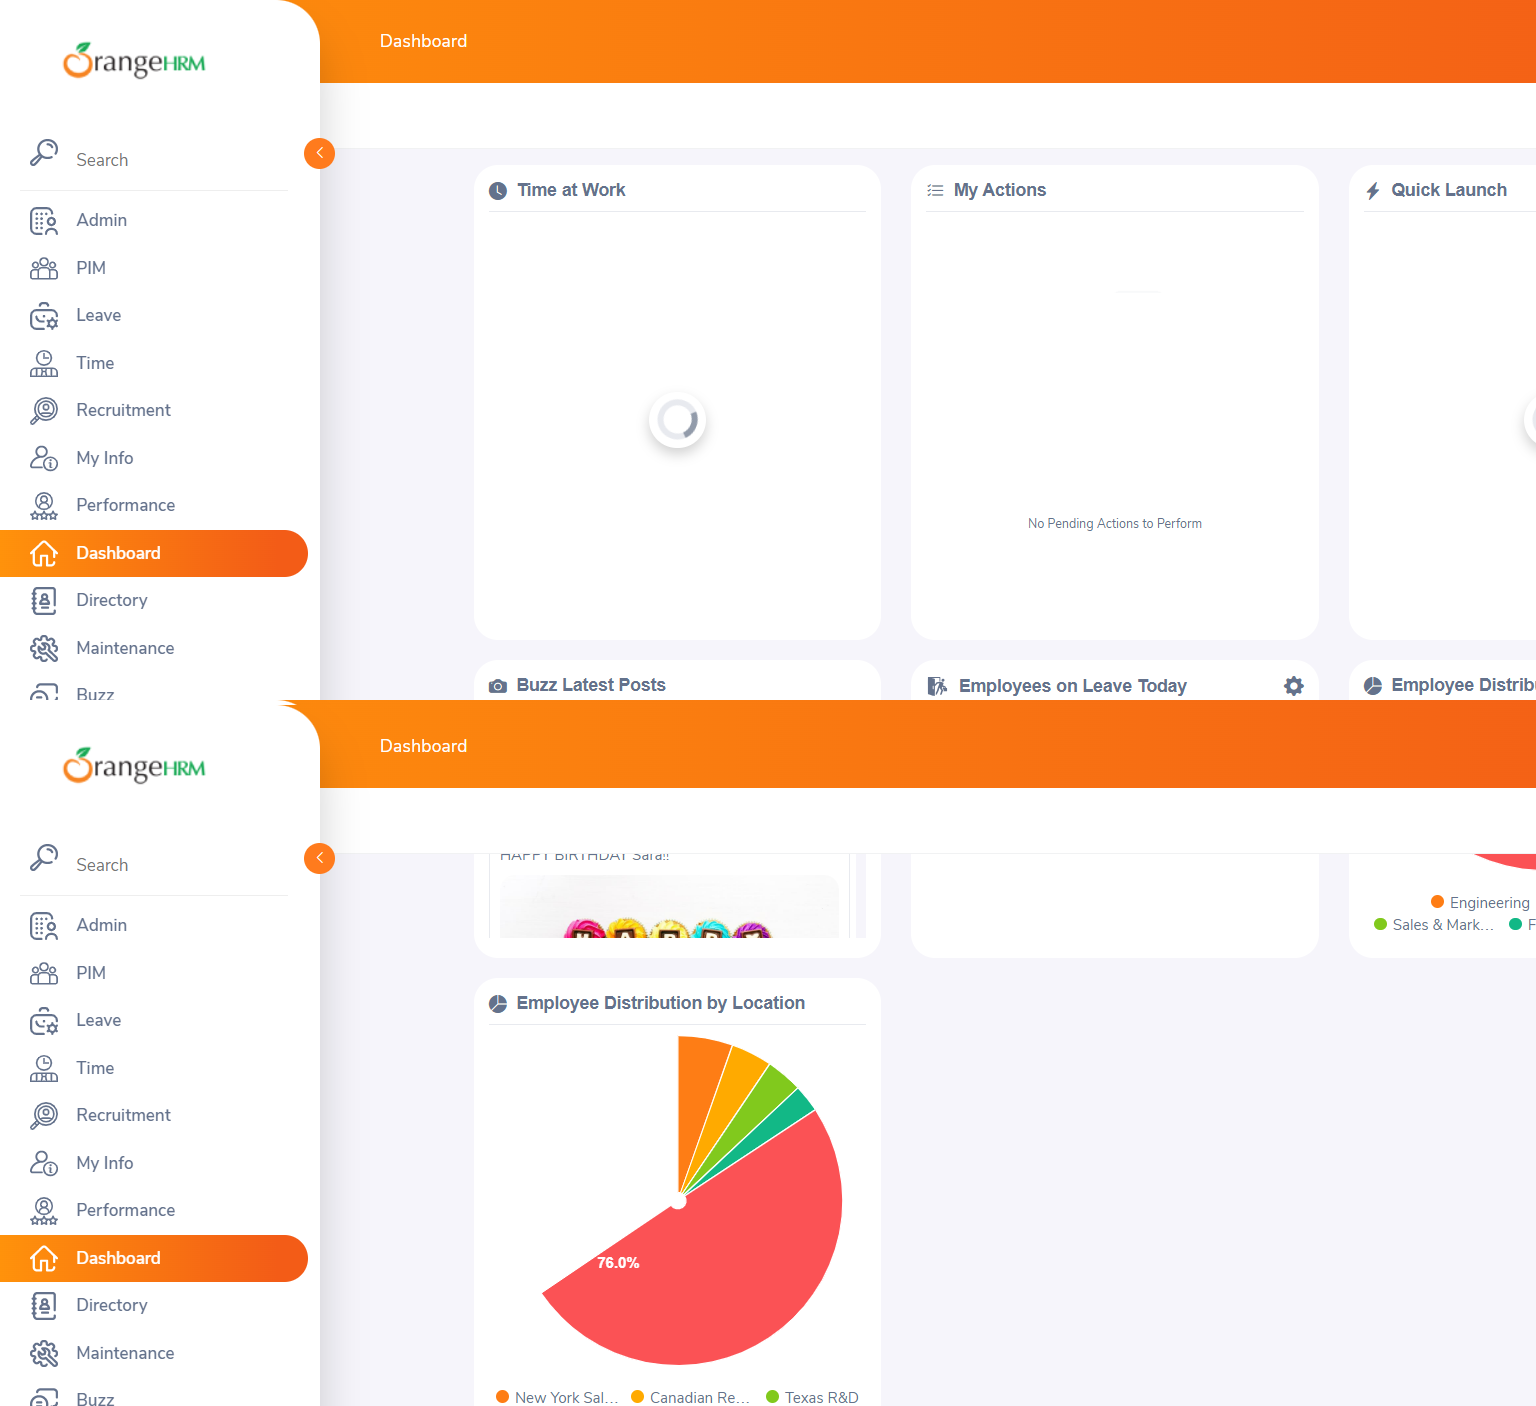 OrangeHRM
Dashboard
Search
Admin
PIM
Leave
Time
Recruitment
My Info
Performance
Dashboard
Directory
Maintenance
Buzz
Time at Work
My Actions
Quick Launch
No Pending Actions to Perform
Buzz Latest Posts
Employees on Leave Today
Employee Distrib
OrangeHRM
Dashboard
Search
Admin
PIM
Leave
Time
Recruitment
My Info
Performance
Dashboard
Directory
Maintenance
Buzz
HAPPY BIRTHDAY Sara!!
Engineering
Sales & Mark...
F
Employee Distribution by Location
76.0%
New York Sal...
Canadian Re...
Texas R&D